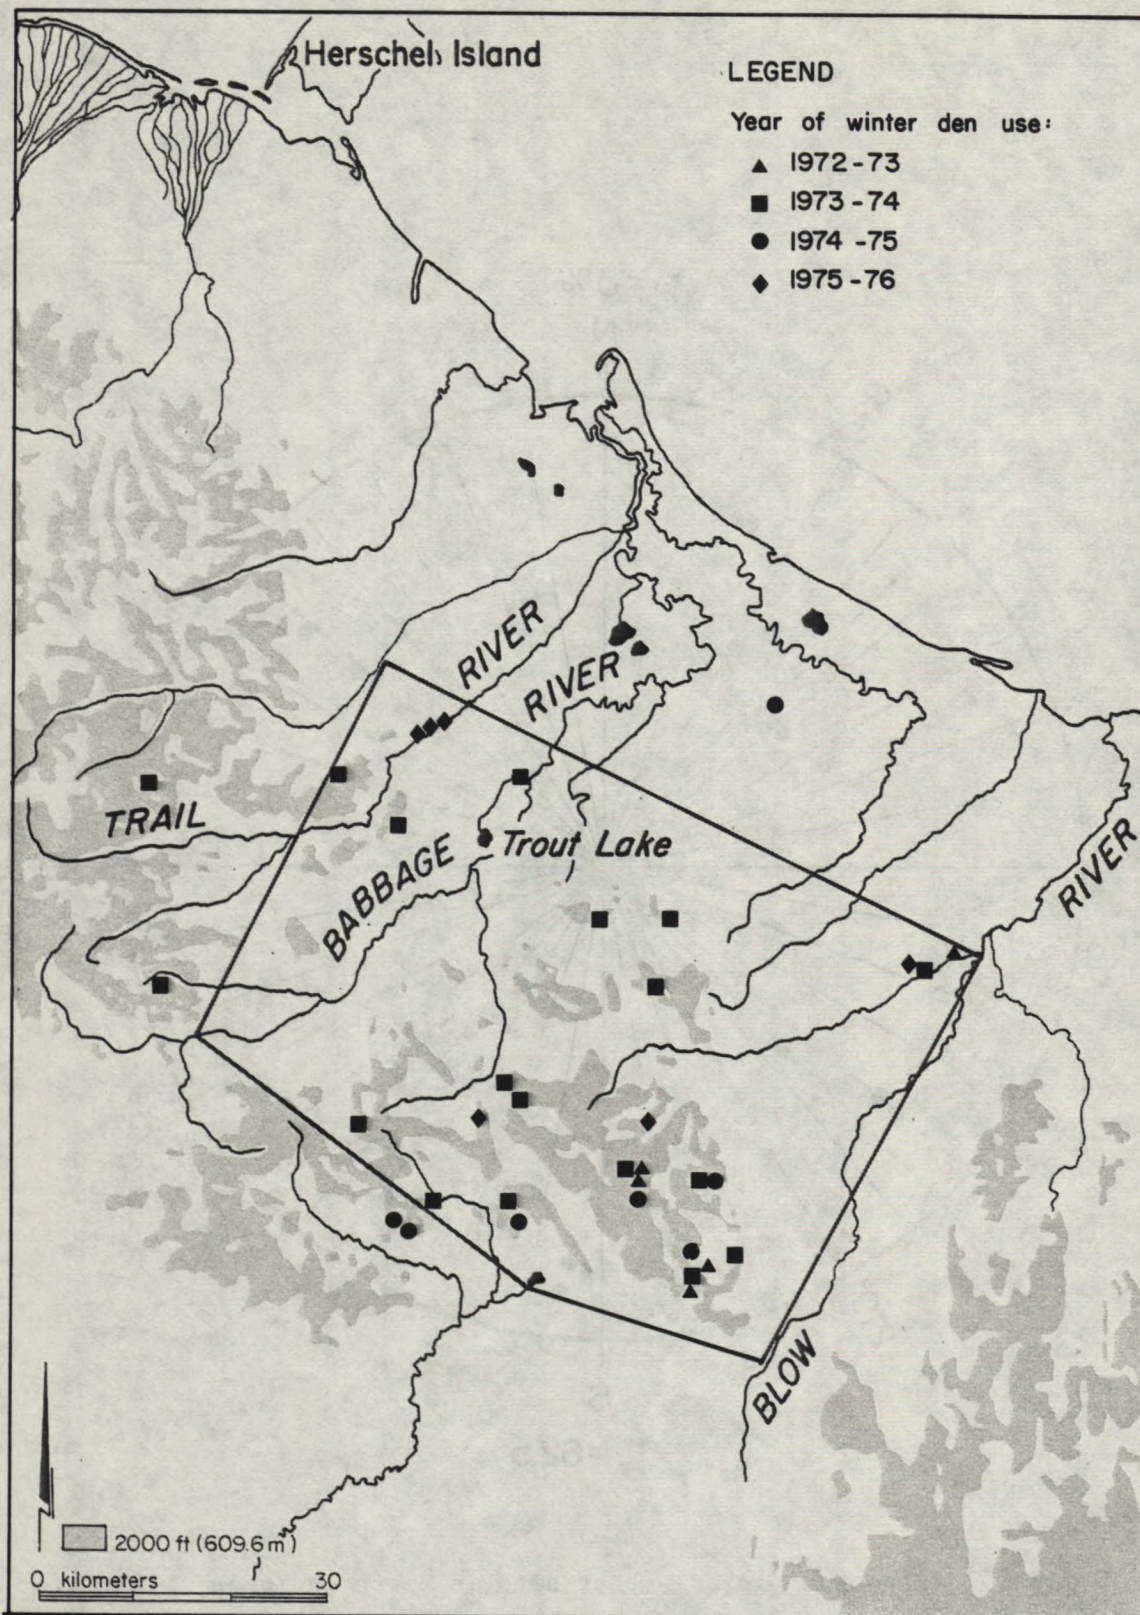 Herschel Island
LEGEND
Year of winter den use:
1972-73
1973-74
1974-75
1975-76
RIVER
RIVER
TRAIL
BABBAGE
Trout Lake
RIVER
BLOW
2000 ft (609.6 m)
0 kilometers 30